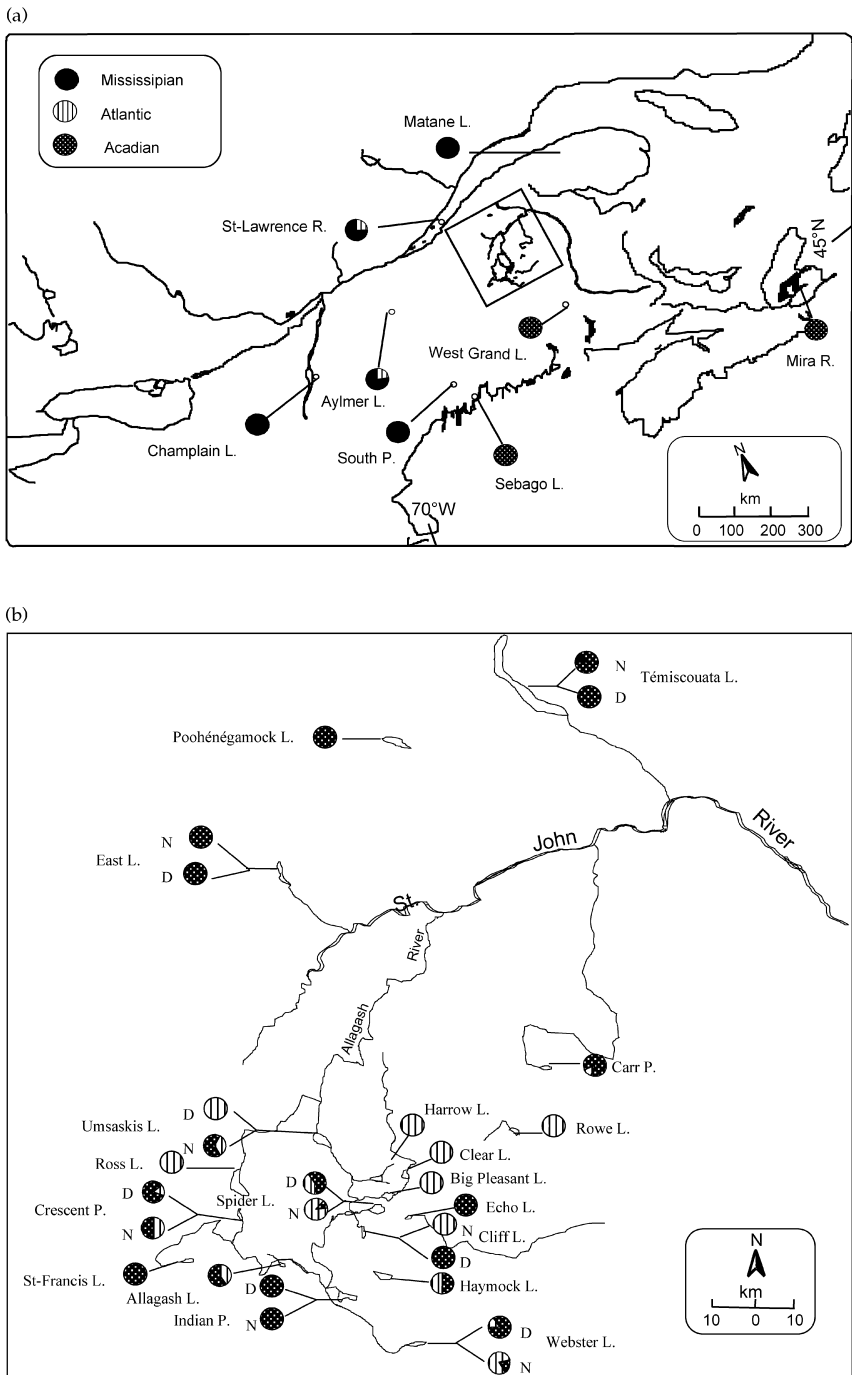 (a)
Mississipian
Atlantic
Acadian
Matane L.
St-Lawrence R.
45°N
West Grand L.
Mira R.
Aylmer L.
Champlain L.
South P.
Sebago L.
70°W
N
km
0 100 200 300
(b)
N
Témiscouata L.
D
Poohénégamock L.
N
East L.
D
St. John River
Allagash River
Carr P.
Harrow L.
D
Umsaskis L.
N
Rowe L.
Clear L.
Ross L.
Big Pleasant L.
D
Spider L.
N
D
Crescent P.
N
Echo L.
N
Cliff L.
D
St-Francis L.
Allagash L.
Haymock L.
D
Indian P.
N
D
Webster L.
N
N
km
10 0 10